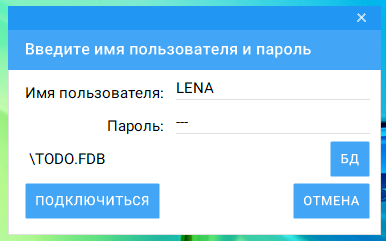 Введите имя пользователя и пароль
Имя пользователя: LENA
Пароль: ---
\TODO.FDB БД
ПОДКЛЮЧИТЬСЯ ОТМЕНА